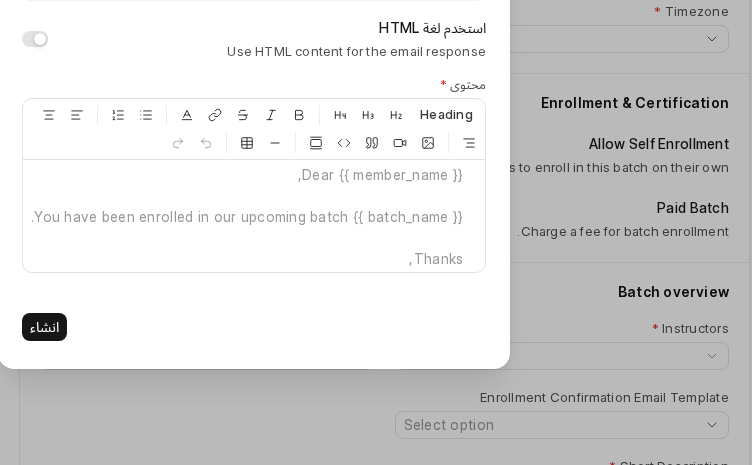 استخدم لغة HTML
Use HTML content for the email response
محتوى *
Heading H2 H3 H4
Dear {{ member_name }},
You have been enrolled in our upcoming batch {{ batch_name }}.
Thanks,
انشاء
Timezone *
Enrollment & Certification
Allow Self Enrollment
s to enroll in this batch on their own
Paid Batch
Charge a fee for batch enrollment.
Batch overview
Instructors *
Enrollment Confirmation Email Template
Select option
Short Description *